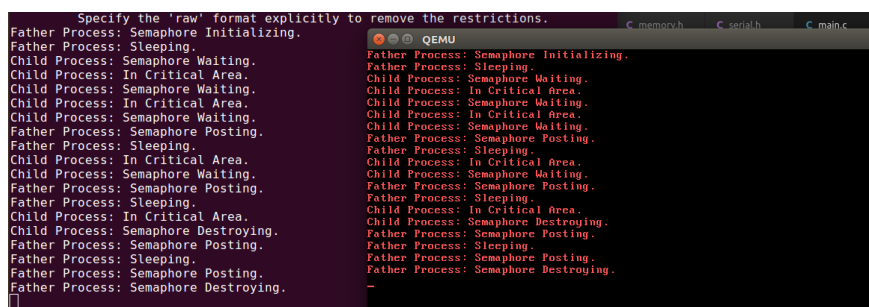 Specify the 'raw' format explicitly to remove the restrictions.
Father Process: Semaphore Initializing.
Father Process: Sleeping.
Child Process: Semaphore Waiting.
Child Process: In Critical Area.
Child Process: Semaphore Waiting.
Child Process: In Critical Area.
Child Process: Semaphore Waiting.
Father Process: Semaphore Posting.
Father Process: Sleeping.
Child Process: In Critical Area.
Child Process: Semaphore Waiting.
Father Process: Semaphore Posting.
Father Process: Sleeping.
Child Process: In Critical Area.
Child Process: Semaphore Destroying.
Father Process: Semaphore Posting.
Father Process: Sleeping.
Father Process: Semaphore Posting.
Father Process: Semaphore Destroying.
C memory.h C serial.h C main.c
QEMU
Father Process: Semaphore Initializing.
Father Process: Sleeping.
Child Process: Semaphore Waiting.
Child Process: In Critical Area.
Child Process: Semaphore Waiting.
Child Process: In Critical Area.
Child Process: Semaphore Waiting.
Father Process: Semaphore Posting.
Father Process: Sleeping.
Child Process: In Critical Area.
Child Process: Semaphore Waiting.
Father Process: Semaphore Posting.
Father Process: Sleeping.
Child Process: In Critical Area.
Child Process: Semaphore Destroying.
Father Process: Semaphore Posting.
Father Process: Sleeping.
Father Process: Semaphore Posting.
Father Process: Semaphore Destroying.